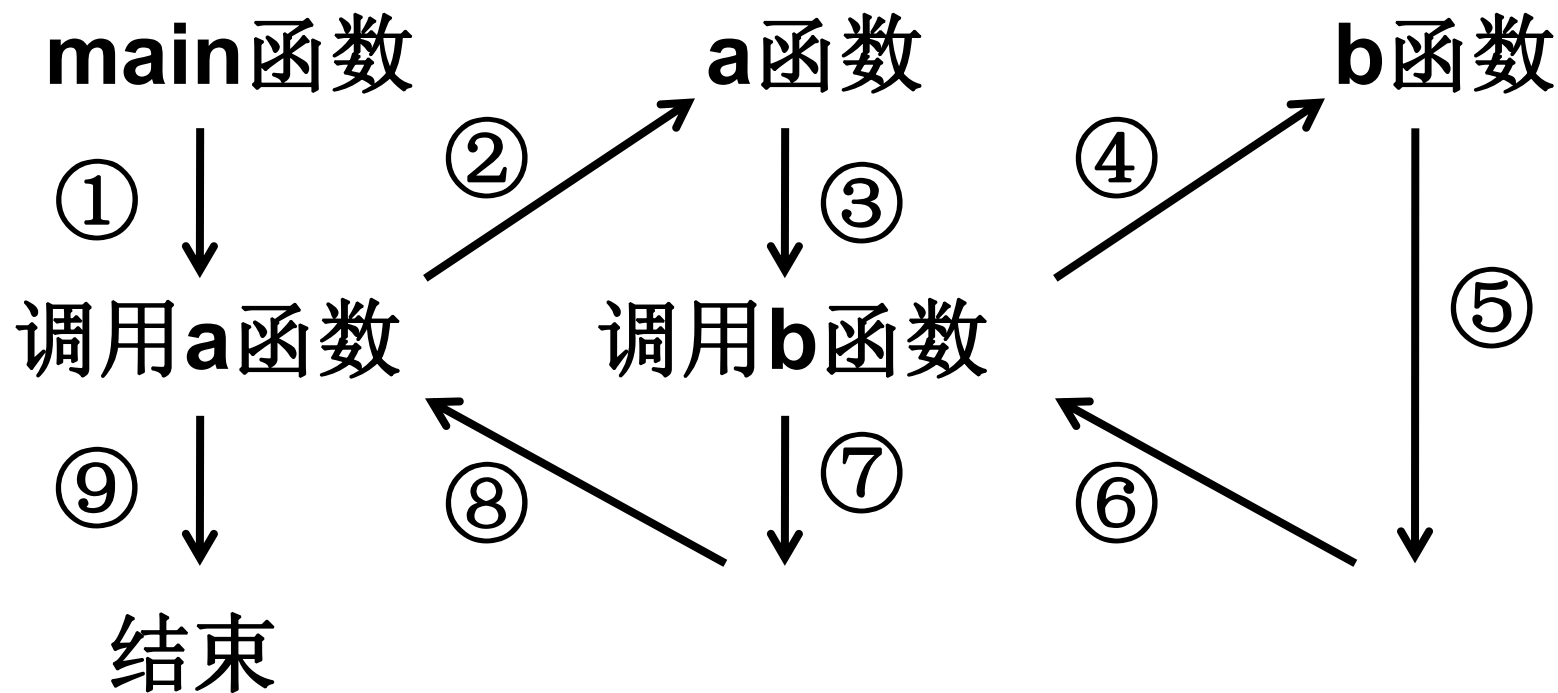 main函数 a函数 b函数
① ② ③ ④
调用a函数 调用b函数 ⑤
⑨ ⑧ ⑦ ⑥
结束